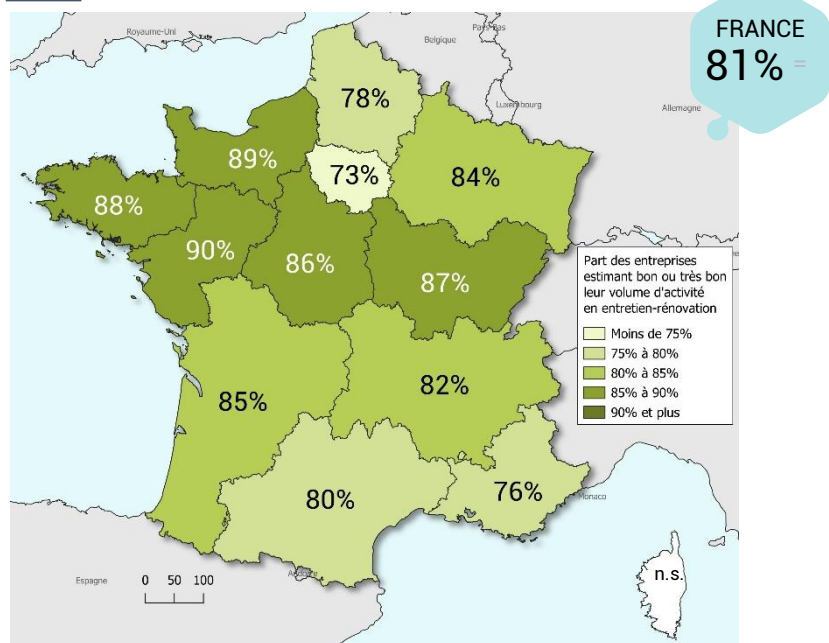 FRANCE
81% =
Royaume-Uni
Belgique
Pays-Bas
Luxembourg
Allemagne
78%
89%
73%
84%
88%
90%
86%
87%
Part des entreprises
estimant bon ou très bon
leur volume d'activité
en entretien-rénovation
Moins de 75%
75% à 80%
80% à 85%
85% à 90%
90% et plus
85%
82%
80%
76%
Monaco
Andorre
Espagne
0 50 100
n.s.